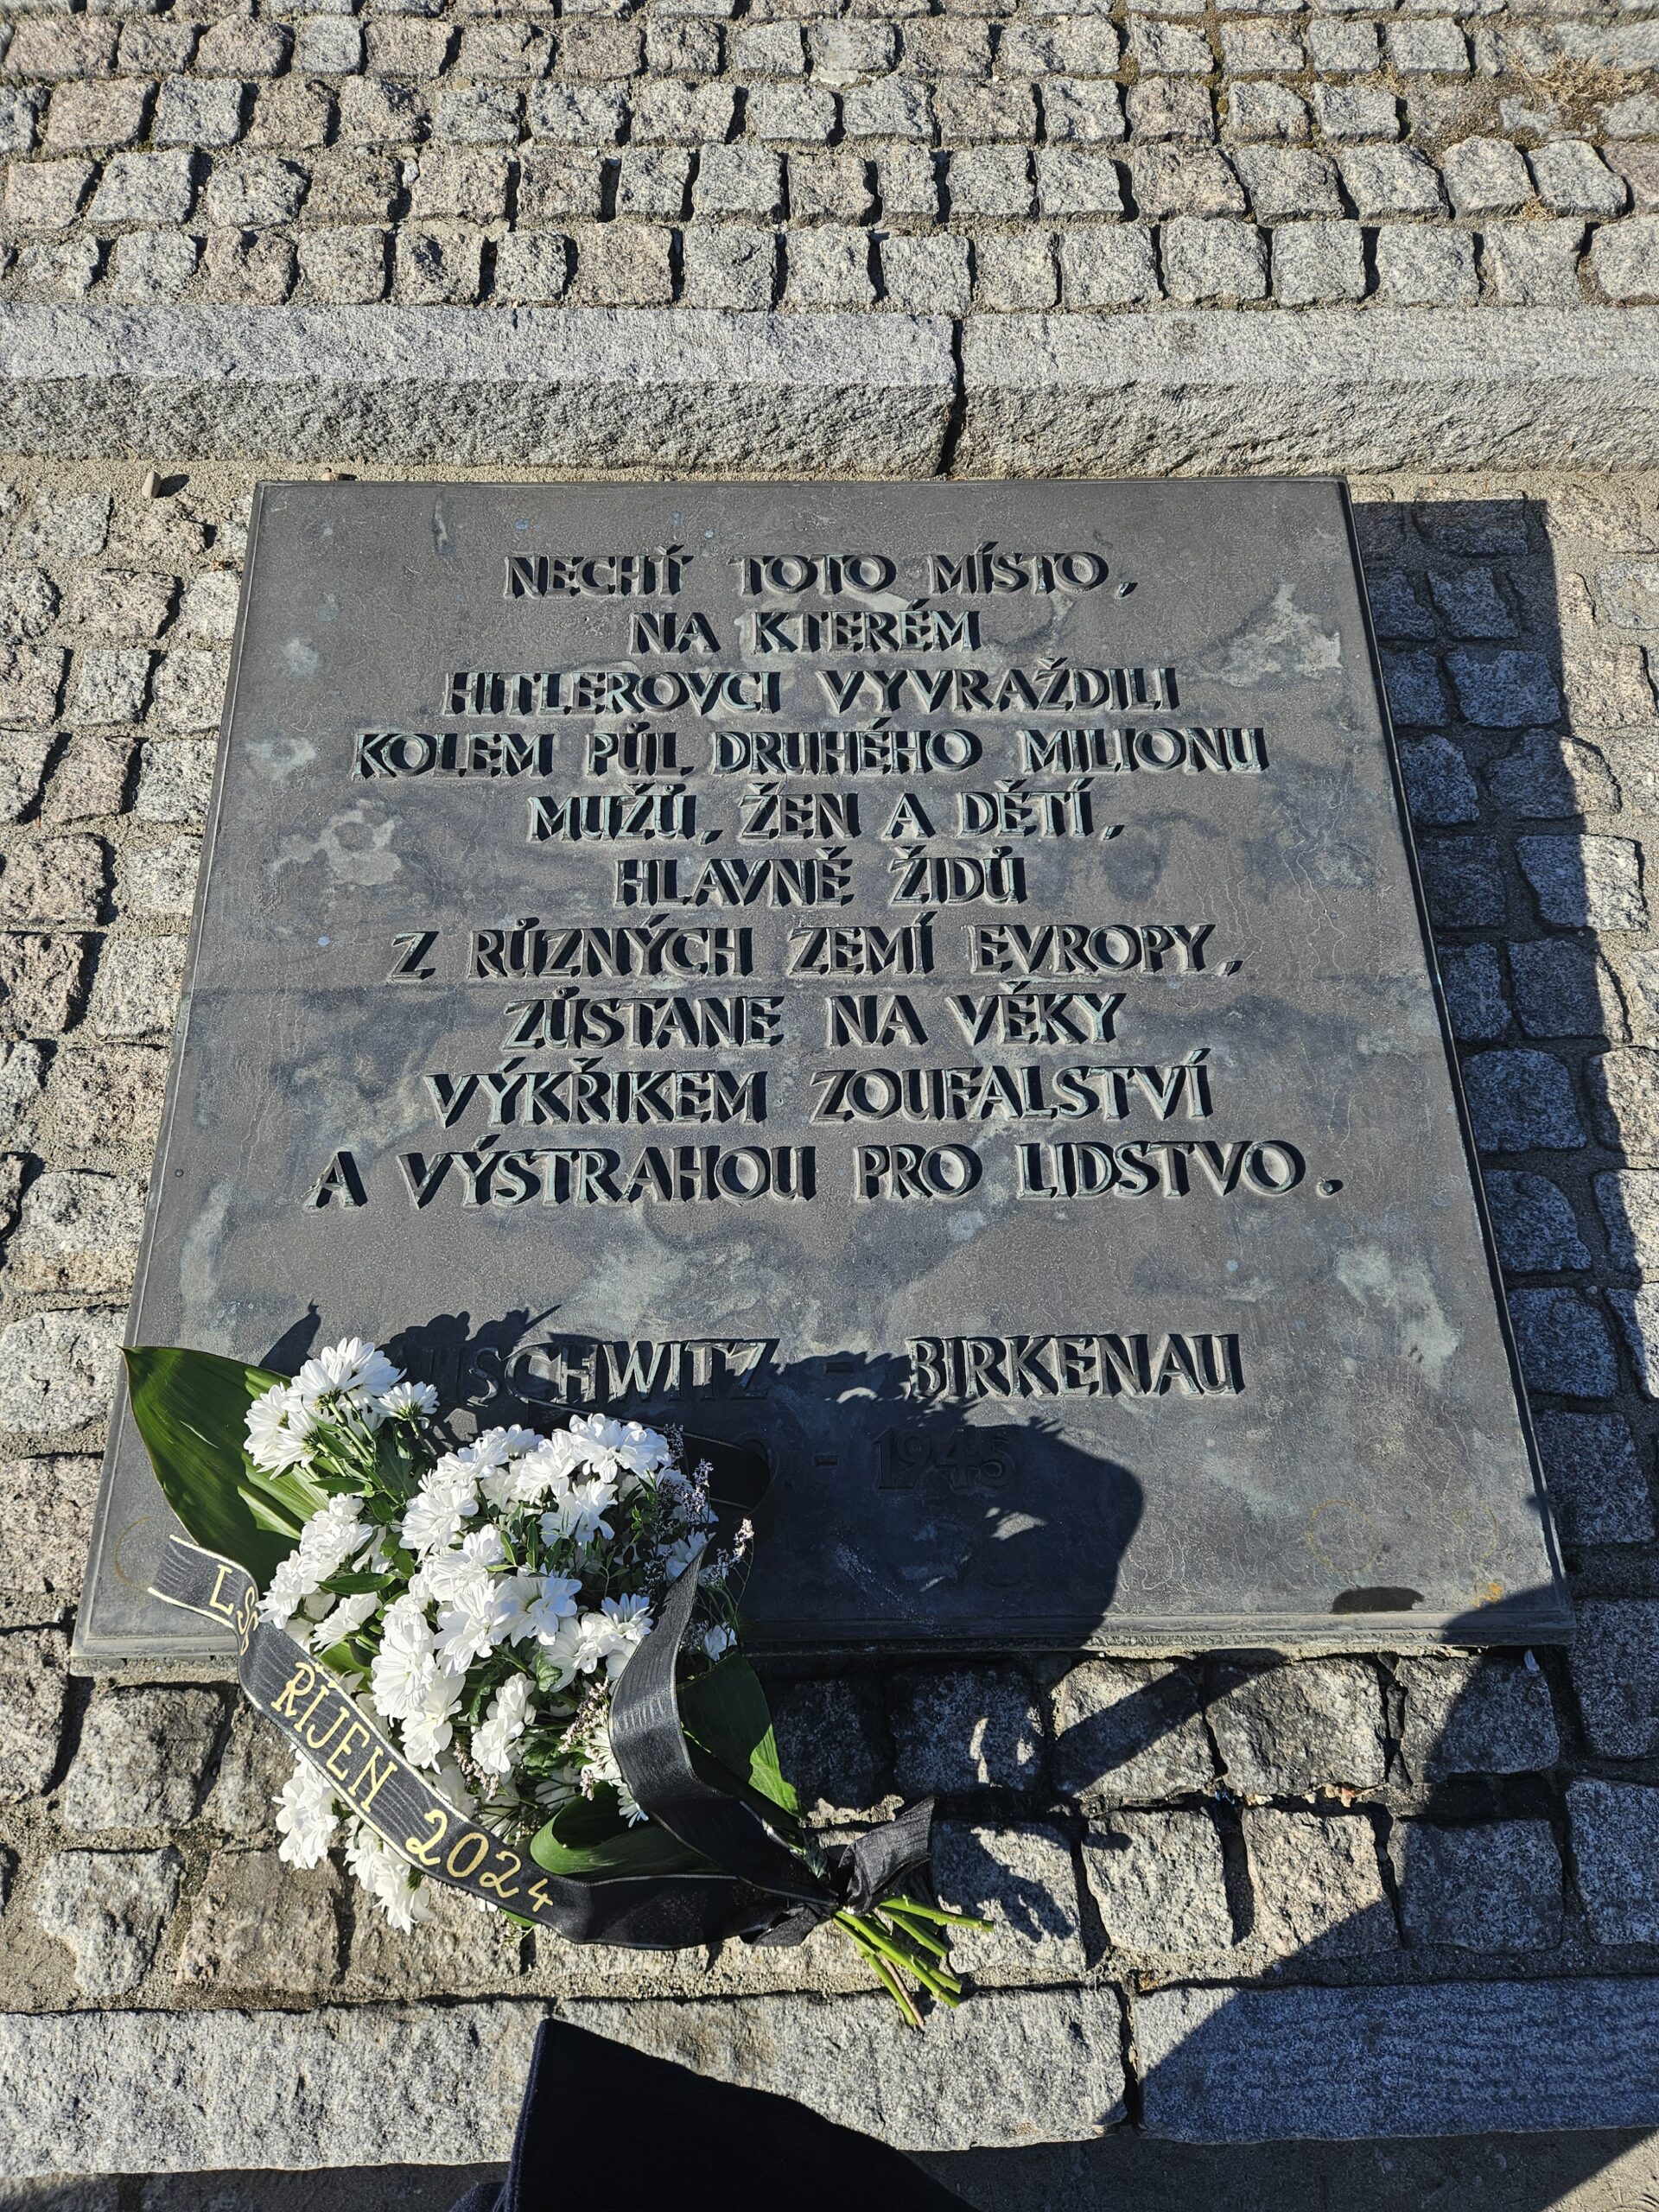 NECHŤ TOTO MÍSTO,
NA KTERÉM
HITLEROVCI VYVRAŽDILI
KOLEM PŮL DRUHÉHO MILIONU
MUŽŮ, ŽEN A DĚTÍ,
HLAVNĚ ŽIDŮ
Z RŮZNÝCH ZEMÍ EVROPY,
ZŮSTANE NA VĚKY
VÝKŘIKEM ZOUFALSTVÍ
A VÝSTRAHOU PRO LIDSTVO.
AUSCHWITZ - BIRKENAU
- 1945
ŘÍJEN 2024